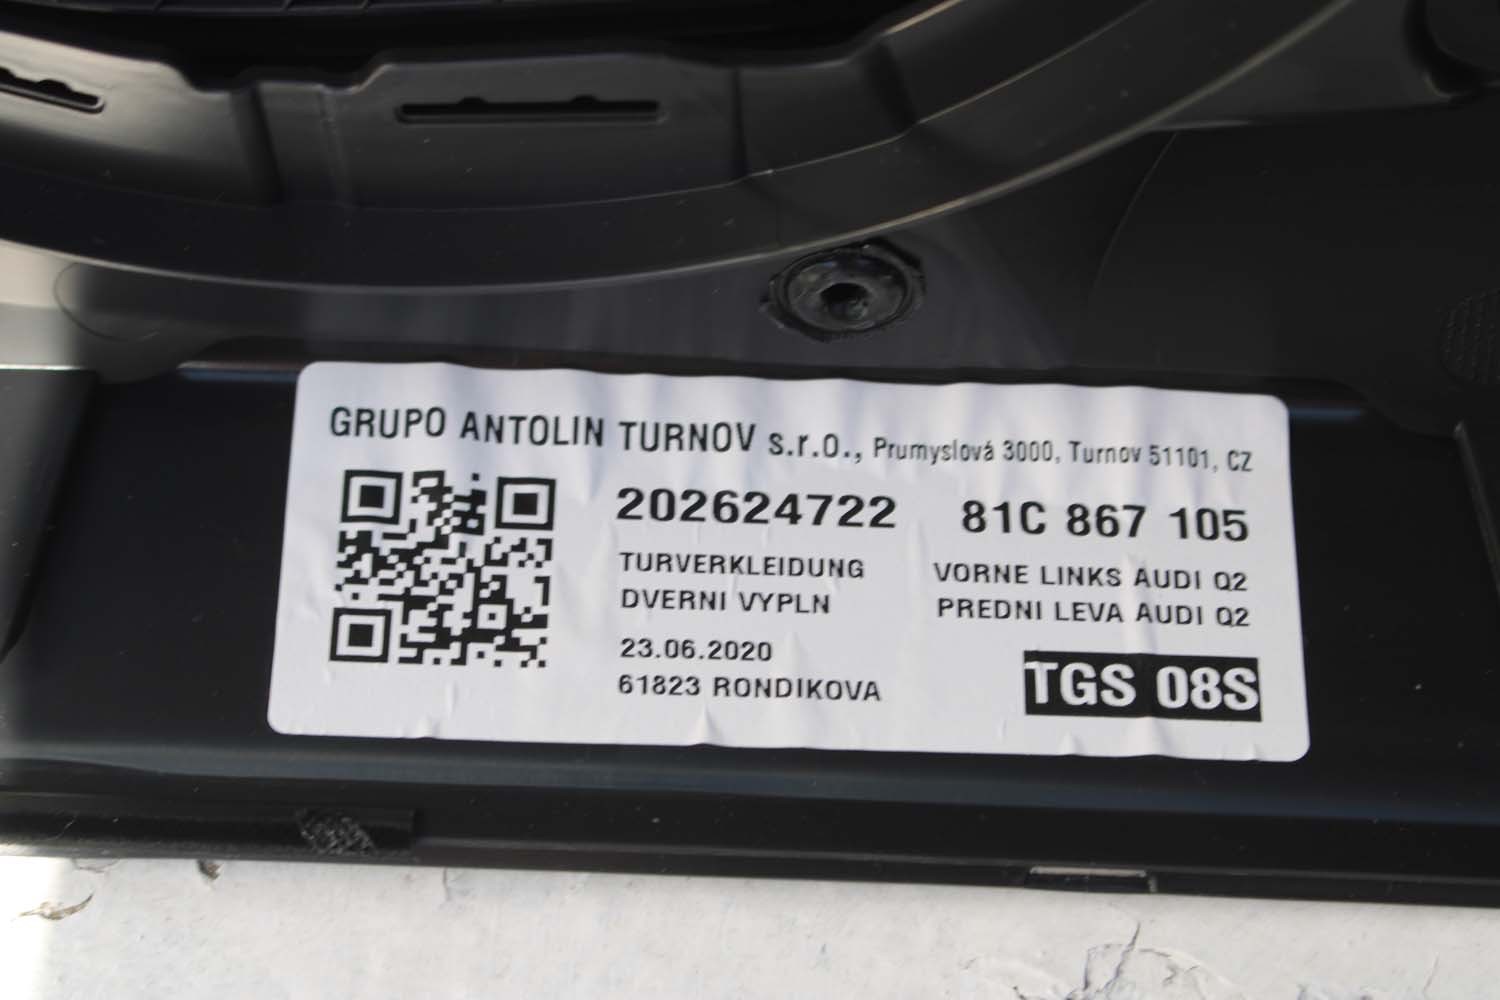 GRUPO ANTOLIN TURNOV s.r.o., Prumyslová 3000, Turnov 51101, CZ
202624722 81C 867 105
TURVERKLEIDUNG VORNE LINKS AUDI Q2
DVERNI VYPLN PREDNI LEVA AUDI Q2
23.06.2020
61823 RONDIKOVA
TGS 08S